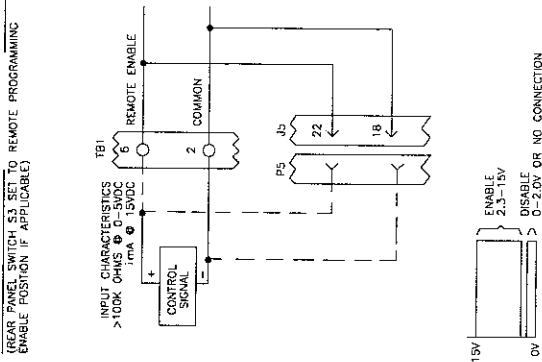 (REAR PANEL SWITCH S3 SET TO REMOTE PROGRAMMING
ENABLE POSITION IF APPLICABLE)
INPUT CHARACTERISTICS
>100K OHMS @ 0-5VDC
1mA @ 15VDC
TB1
6
REMOTE ENABLE
2
COMMON
CONTROL
SIGNAL
+
-
P5
J5
22
18
15V
0V
ENABLE
2.3-15V
DISABLE
0-2.0V OR NO CONNECTION